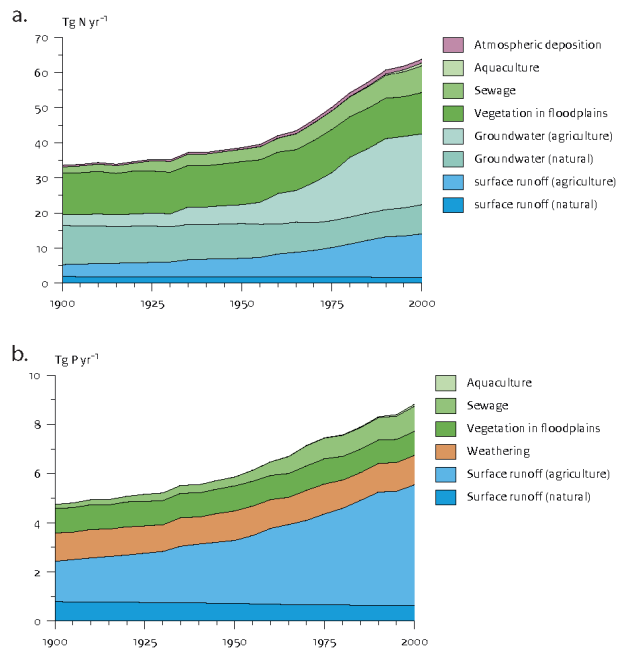 a.
Tg N yr⁻¹
70
60
50
40
30
20
10
0
1900 1925 1950 1975 2000
Atmospheric deposition
Aquaculture
Sewage
Vegetation in floodplains
Groundwater (agriculture)
Groundwater (natural)
surface runoff (agriculture)
surface runoff (natural)
b.
Tg P yr⁻¹
10
8
6
4
2
0
1900 1925 1950 1975 2000
Aquaculture
Sewage
Vegetation in floodplains
Weathering
Surface runoff (agriculture)
Surface runoff (natural)